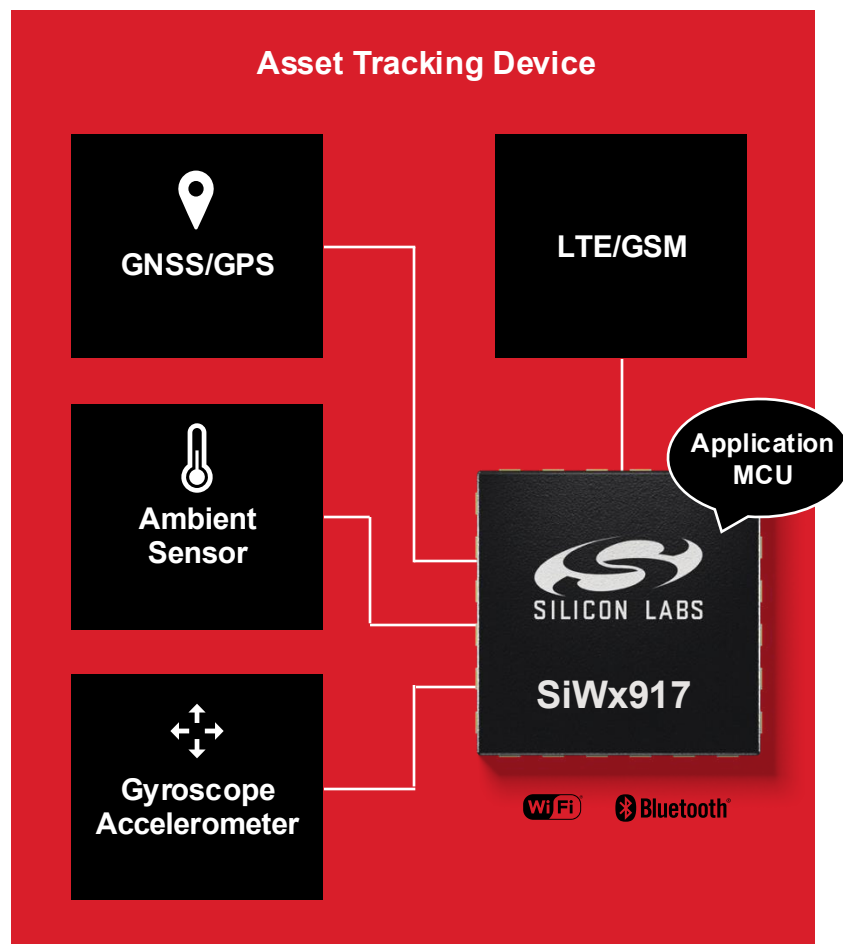 Asset Tracking Device
GNSS/GPS
LTE/GSM
Ambient
Sensor
Application
MCU
SILICON LABS
SiWx917
Gyroscope
Accelerometer
WiFi
Bluetooth®